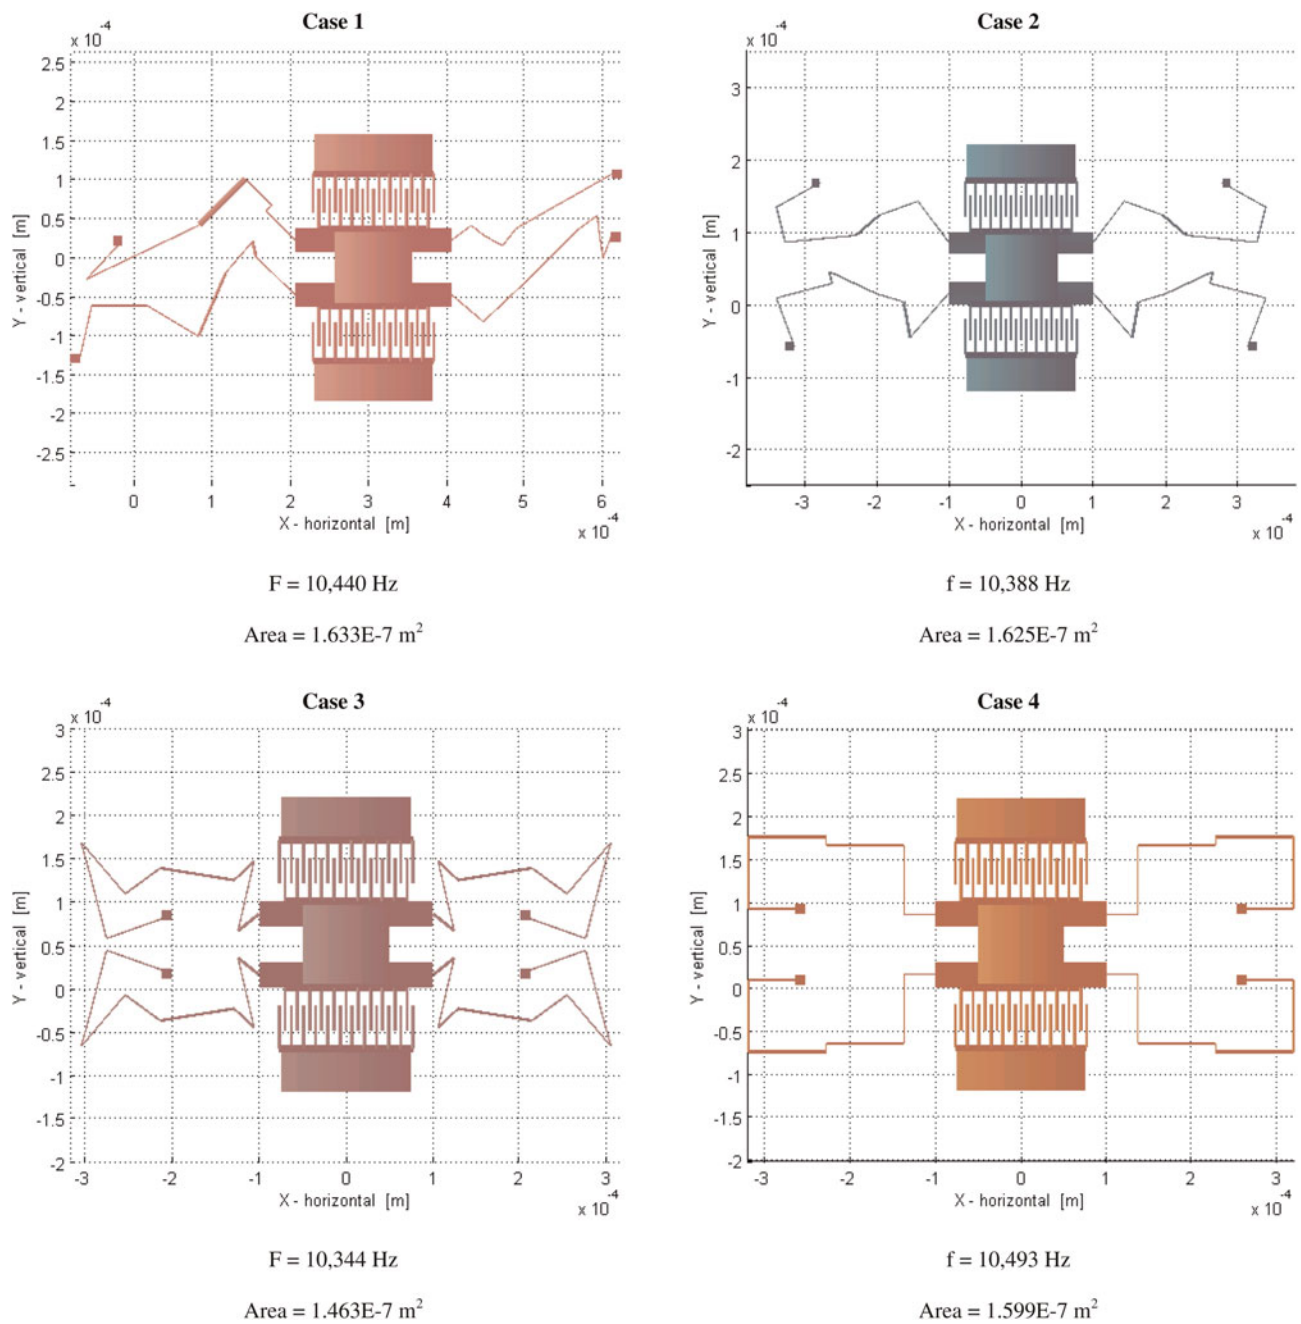 Case 1
x 10^-4
2.5
2
1.5
1
0.5
0
-0.5
-1
-1.5
-2
-2.5
Y - vertical [m]
0 1 2 3 4 5 6
X - horizontal [m]
x 10^-4
F = 10,440 Hz
Area = 1.633E-7 m²
Case 2
x 10^-4
3
2
1
0
-1
-2
Y - vertical [m]
-3 -2 -1 0 1 2 3
X - horizontal [m]
x 10^-4
f = 10,388 Hz
Area = 1.625E-7 m²
Case 3
x 10^-4
3
2.5
2
1.5
1
0.5
0
-0.5
-1
-1.5
-2
Y - vertical [m]
-3 -2 -1 0 1 2 3
X - horizontal [m]
x 10^-4
F = 10,344 Hz
Area = 1.463E-7 m²
Case 4
x 10^-4
3
2.5
2
1.5
1
0.5
0
-0.5
-1
-1.5
-2
Y - vertical [m]
-3 -2 -1 0 1 2 3
X - horizontal [m]
x 10^-4
f = 10,493 Hz
Area = 1.599E-7 m²